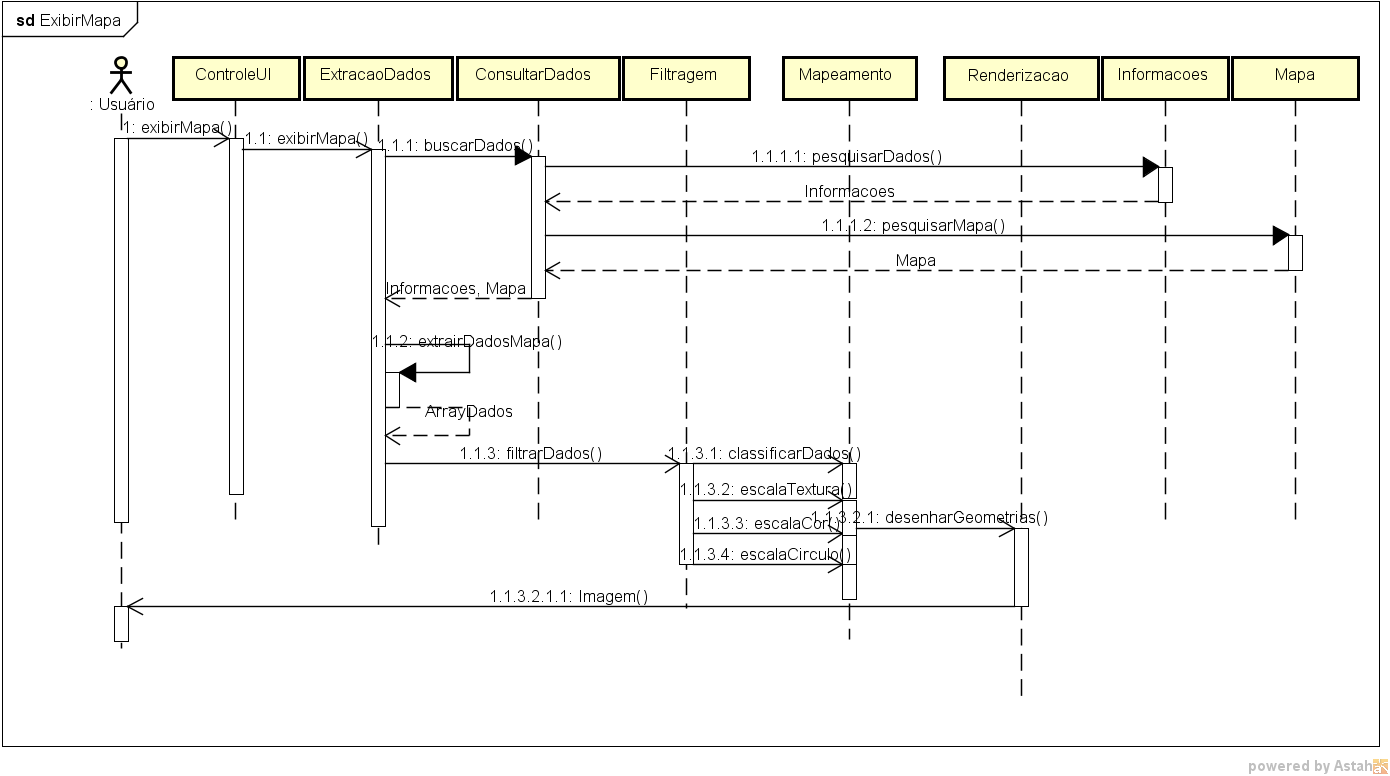 sd ExibirMapa
: Usuário
ControleUI
ExtracaoDados
ConsultarDados
Filtragem
Mapeamento
Renderizacao
Informacoes
Mapa
1: exibirMapa()
1.1: exibirMapa()
1.1.1: buscarDados()
1.1.1.1: pesquisarDados()
Informacoes
1.1.1.2: pesquisarMapa()
Mapa
Informacoes, Mapa
1.1.2: extrairDadosMapa()
ArrayDados
1.1.3: filtrarDados()
1.1.3.1: classificarDados()
1.1.3.2: escalaTextura()
1.1.3.2.1: desenharGeometrias()
1.1.3.3: escalaCor()
1.1.3.4: escalaCirculo()
1.1.3.2.1.1: Imagem()
powered by Astah